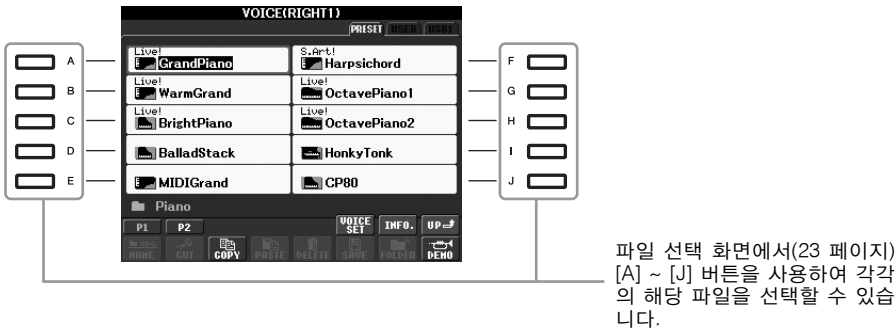 VOICE(RIGHT1)
PRESET USER USB1
A Live! GrandPiano S.Art! Harpsichord F
B Live! WarmGrand Live! OctavePiano1 G
C Live! BrightPiano Live! OctavePiano2 H
D BalladStack HonkyTonk I
E MIDIGrand CP80 J
Piano
P1 P2 VOICE SET INFO. UP
NAME CUT COPY PASTE DELETE SAVE FOLDER DEMO
파일 선택 화면에서(23 페이지)
[A] ~ [J] 버튼을 사용하여 각각
의 해당 파일을 선택할 수 있습
니다.